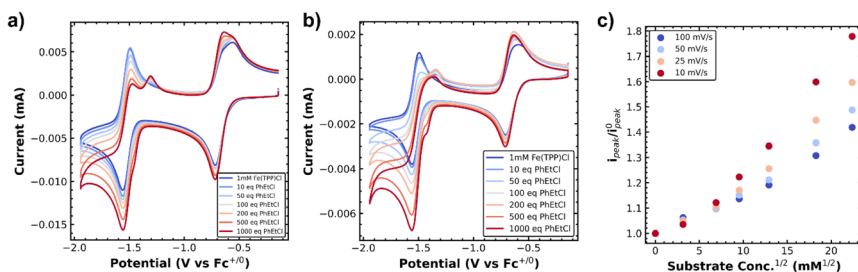 a)
0.005
0.000
−0.005
−0.010
−0.015
Current (mA)
1mM Fe(TPP)Cl
10 eq PhEtCl
50 eq PhEtCl
100 eq PhEtCl
200 eq PhEtCl
500 eq PhEtCl
1000 eq PhEtCl
−2.0 −1.5 −1.0 −0.5
Potential (V vs Fc+/0)
b)
0.004
0.002
0.000
−0.002
−0.004
−0.006
Current (mA)
1mM Fe(TPP)Cl
10 eq PhEtCl
50 eq PhEtCl
100 eq PhEtCl
200 eq PhEtCl
500 eq PhEtCl
1000 eq PhEtCl
−2.0 −1.5 −1.0 −0.5
Potential (V vs Fc+/0)
c)
1.8
1.7
1.6
1.5
1.4
1.3
1.2
1.1
1.0
ipeak/i0peak
100 mV/s
50 mV/s
25 mV/s
10 mV/s
0 5 10 15 20
Substrate Conc.1/2 (mM1/2)